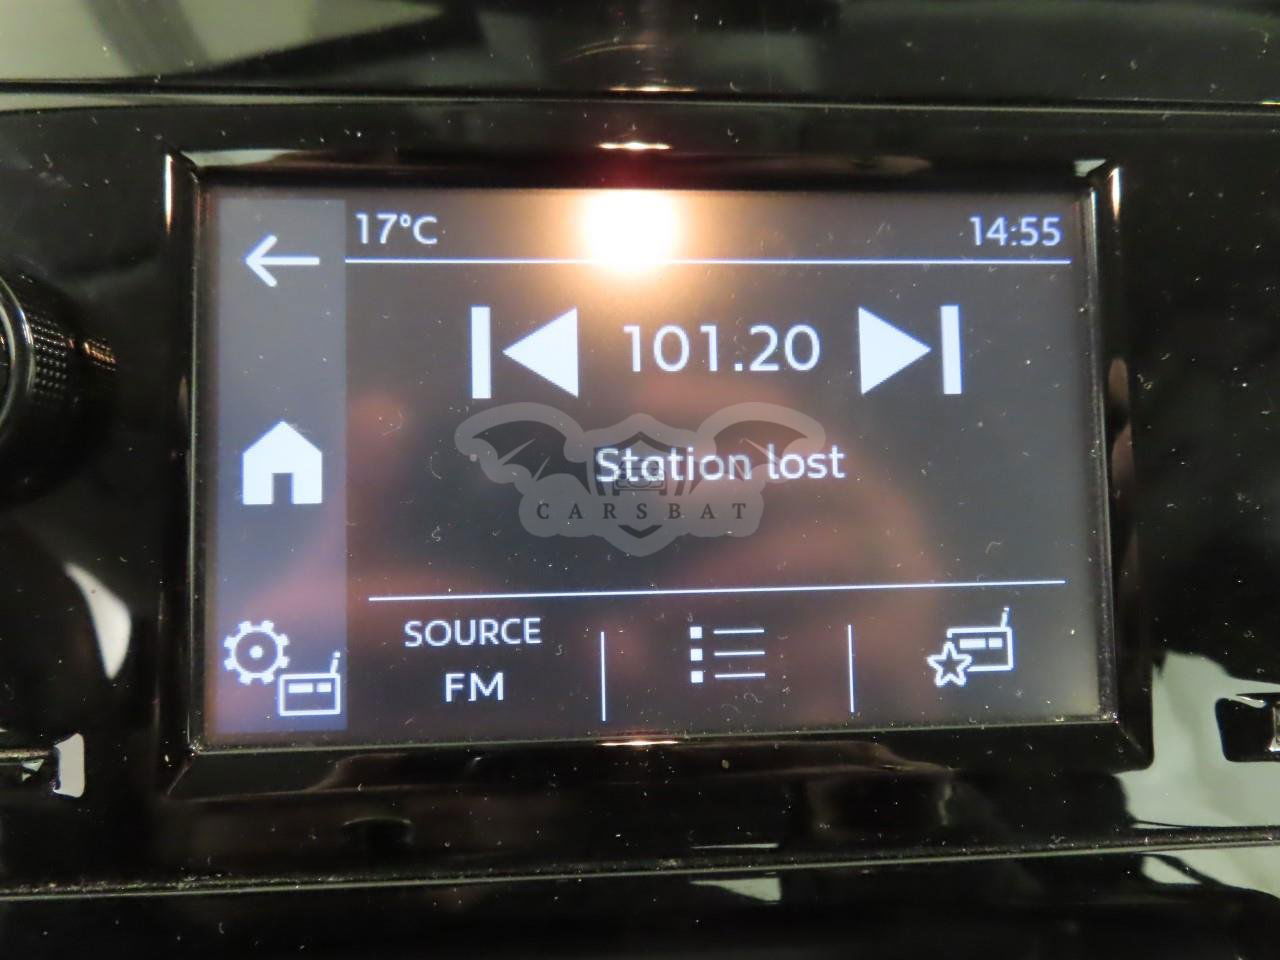 17°C
14:55
101.20
Station lost
CARSBAT
SOURCE
FM